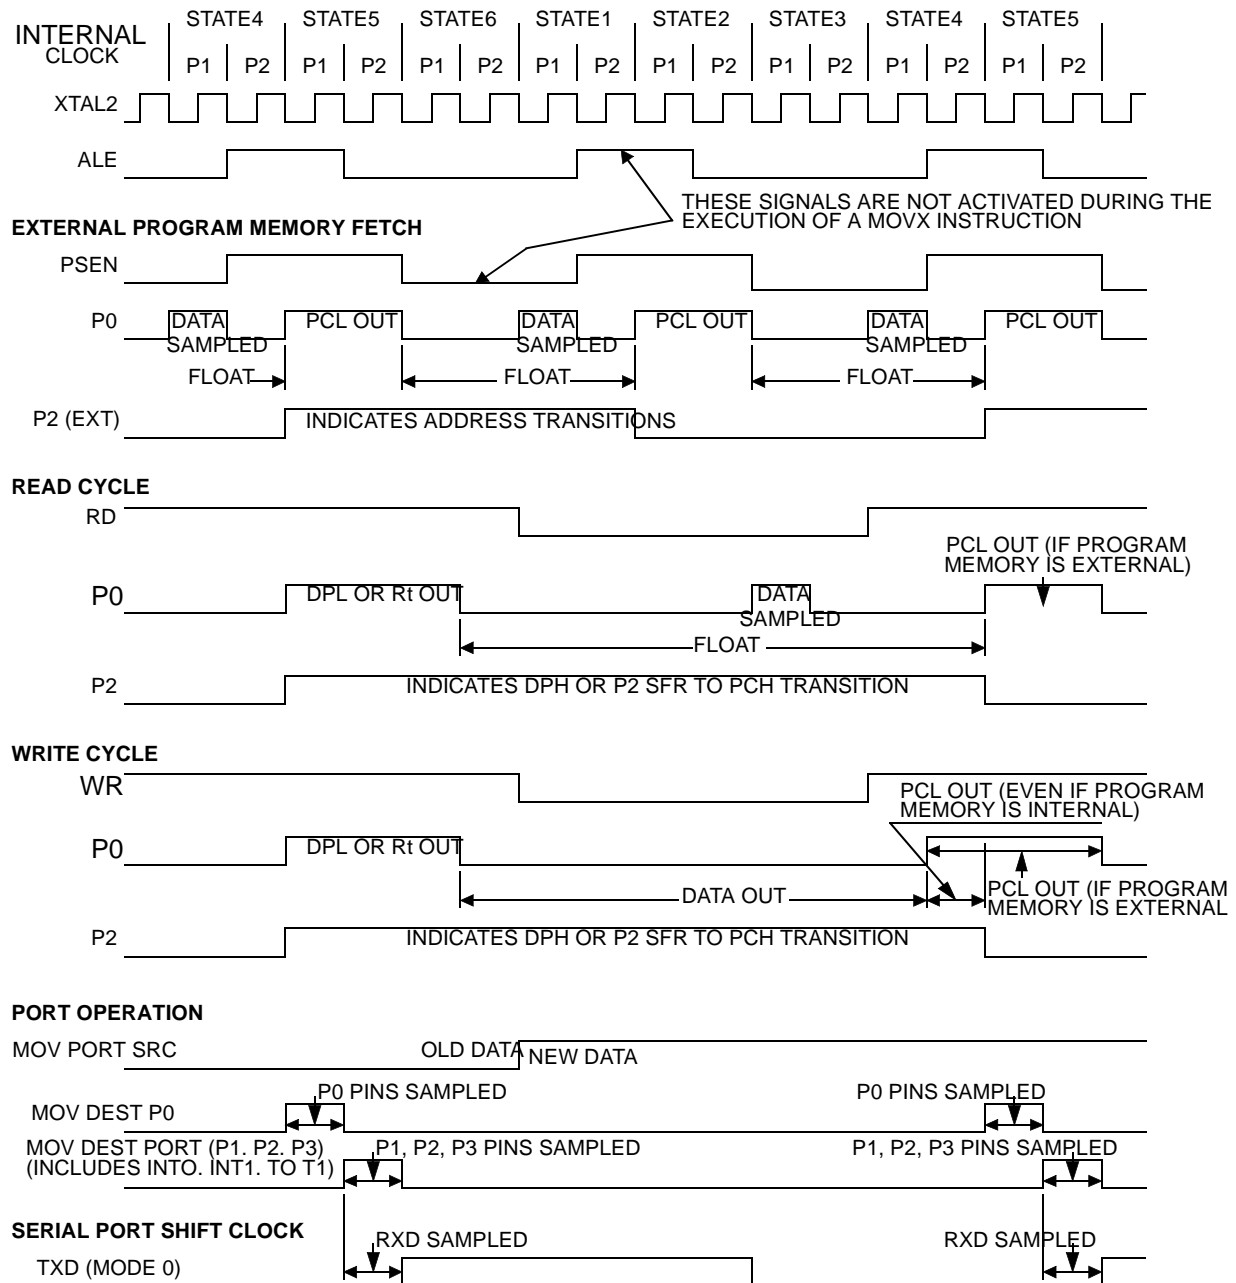 STATE4 STATE5 STATE6 STATE1 STATE2 STATE3 STATE4 STATE5
INTERNAL
CLOCK
P1 P2 P1 P2 P1 P2 P1 P2 P1 P2 P1 P2 P1 P2 P1 P2
XTAL2
ALE
THESE SIGNALS ARE NOT ACTIVATED DURING THE
EXECUTION OF A MOVX INSTRUCTION
EXTERNAL PROGRAM MEMORY FETCH
PSEN
P0 DATA PCL OUT DATA PCL OUT DATA PCL OUT
SAMPLED SAMPLED SAMPLED
FLOAT FLOAT FLOAT
P2 (EXT) INDICATES ADDRESS TRANSITIONS
READ CYCLE
RD
PCL OUT (IF PROGRAM
MEMORY IS EXTERNAL)
P0 DPL OR Rt OUT DATA
SAMPLED
FLOAT
P2 INDICATES DPH OR P2 SFR TO PCH TRANSITION
WRITE CYCLE
WR
PCL OUT (EVEN IF PROGRAM
MEMORY IS INTERNAL)
P0 DPL OR Rt OUT
DATA OUT PCL OUT (IF PROGRAM
MEMORY IS EXTERNAL
P2 INDICATES DPH OR P2 SFR TO PCH TRANSITION
PORT OPERATION
MOV PORT SRC OLD DATA NEW DATA
P0 PINS SAMPLED P0 PINS SAMPLED
MOV DEST P0
MOV DEST PORT (P1. P2. P3) P1, P2, P3 PINS SAMPLED P1, P2, P3 PINS SAMPLED
(INCLUDES INTO. INT1. TO T1)
SERIAL PORT SHIFT CLOCK
RXD SAMPLED RXD SAMPLED
TXD (MODE 0)